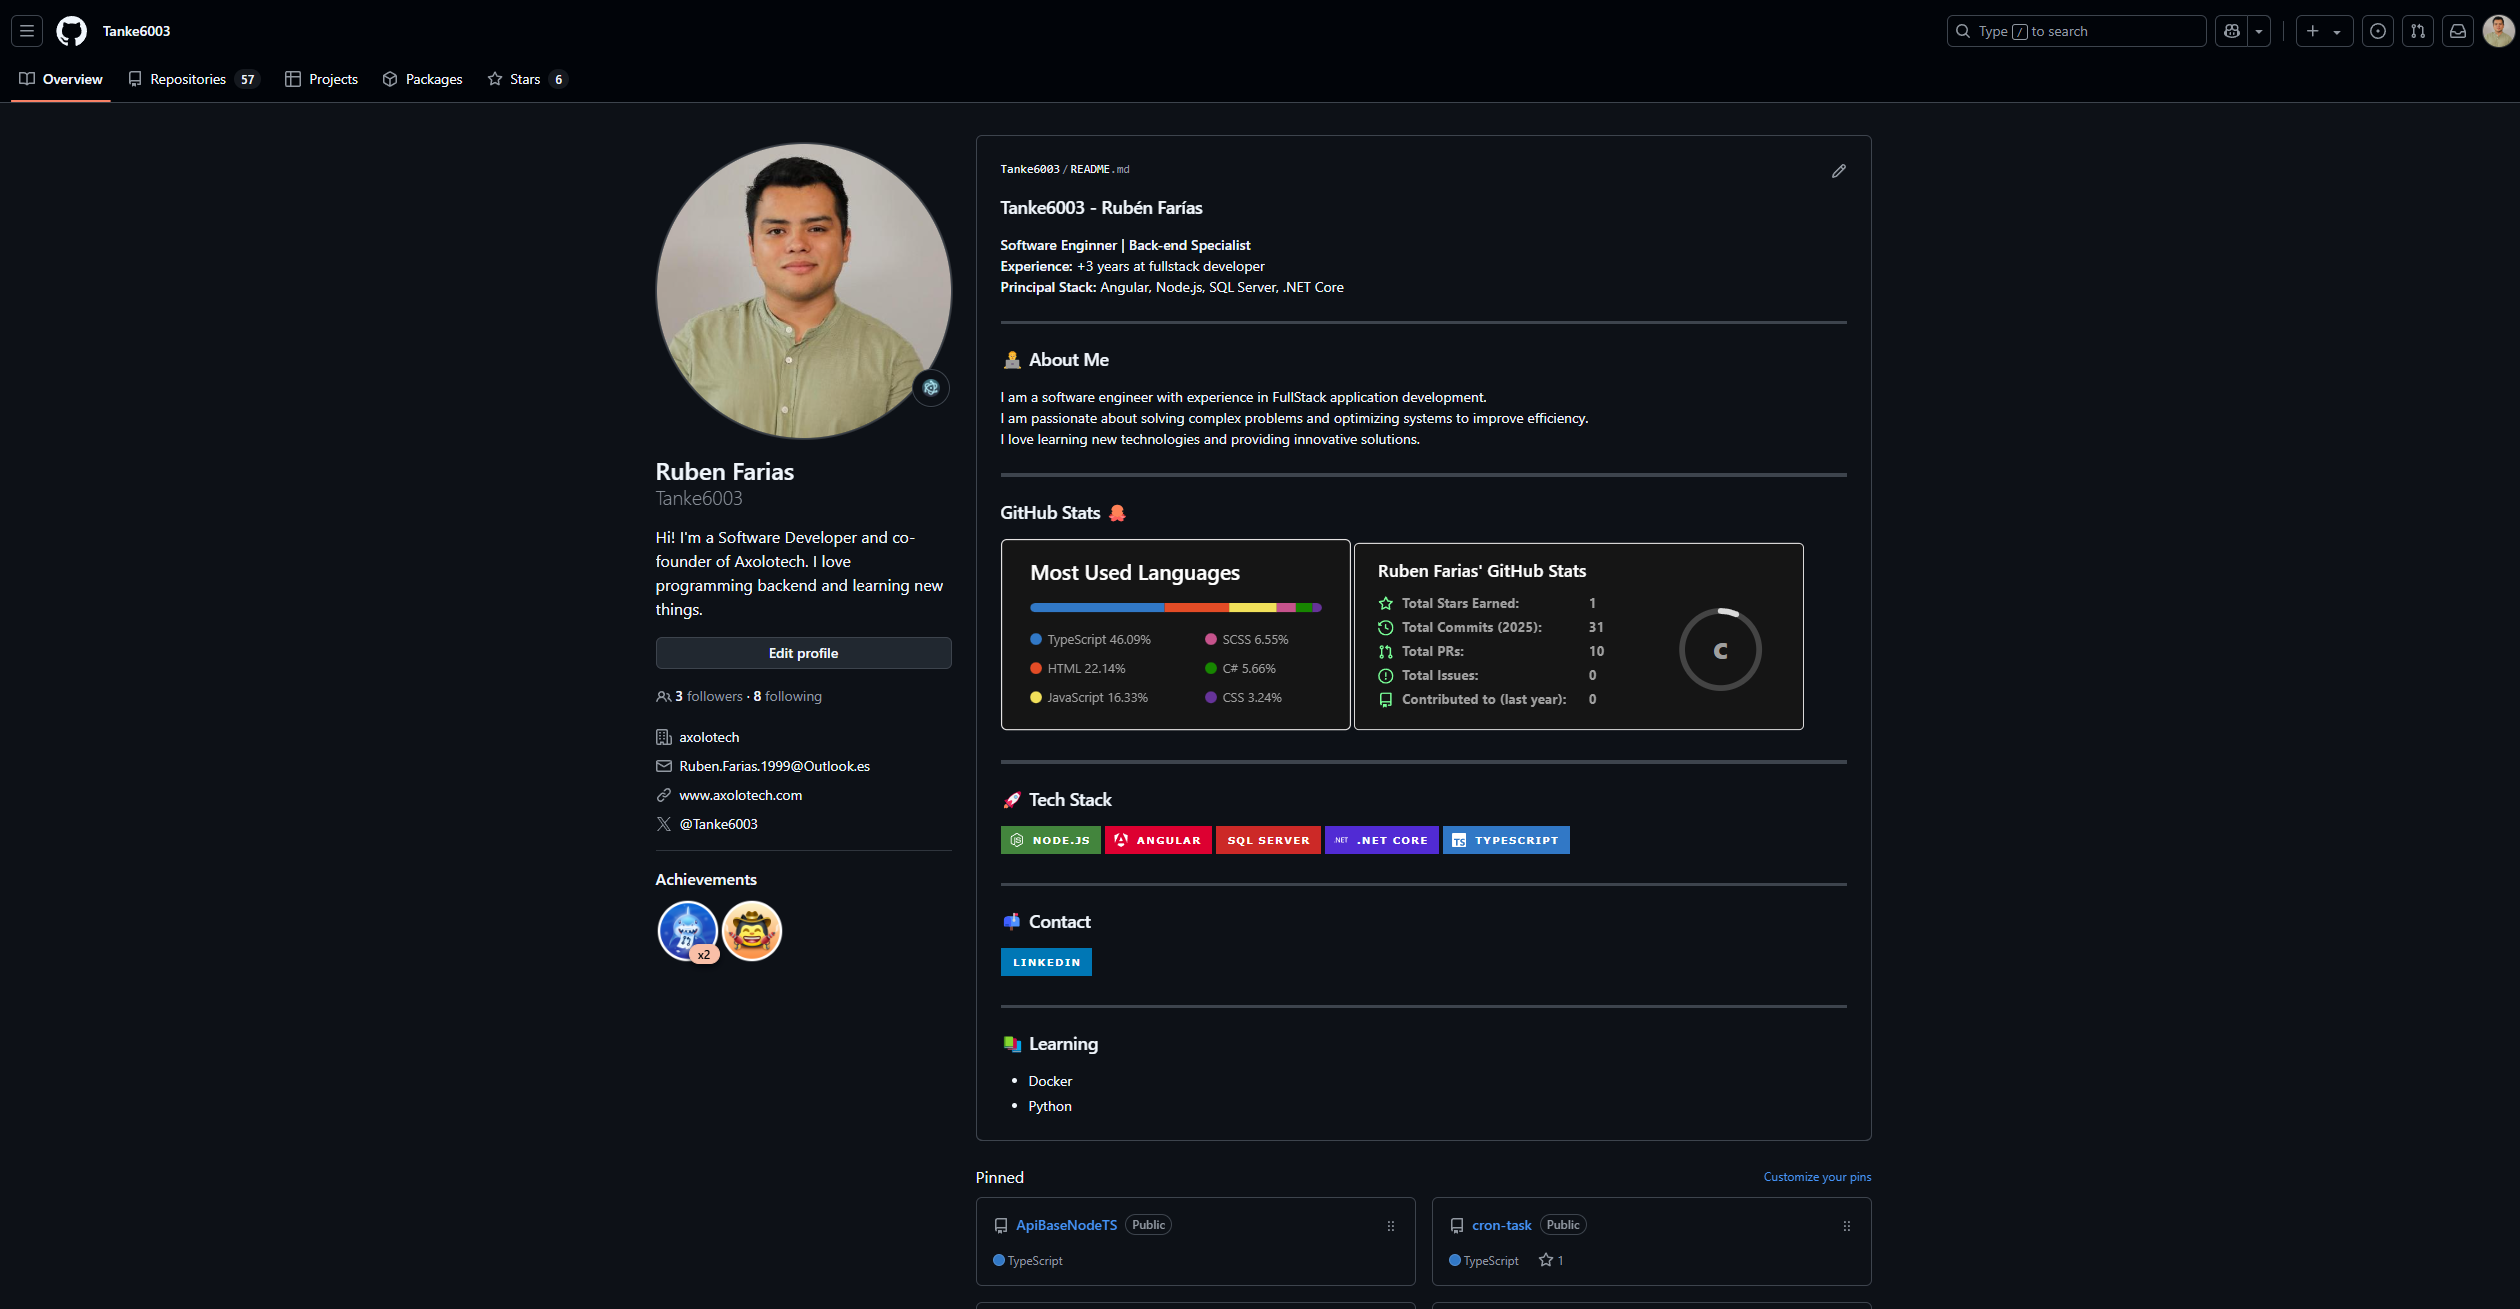 Tanke6003
Type / to search
Overview
Repositories 57
Projects
Packages
Stars 6
Ruben Farias
Tanke6003
Hi! I'm a Software Developer and co-
founder of Axolotech. I love
programming backend and learning new
things.
Edit profile
3 followers · 8 following
axolotech
Ruben.Farias.1999@Outlook.es
www.axolotech.com
@Tanke6003
Achievements
x2
Tanke6003/README.md
Tanke6003 - Rubén Farías
Software Enginner | Back-end Specialist
Experience: +3 years at fullstack developer
Principal Stack: Angular, Node.js, SQL Server, .NET Core
About Me
I am a software engineer with experience in FullStack application development.
I am passionate about solving complex problems and optimizing systems to improve efficiency.
I love learning new technologies and providing innovative solutions.
GitHub Stats
Most Used Languages
TypeScript 46.09%
HTML 22.14%
JavaScript 16.33%
SCSS 6.55%
C# 5.66%
CSS 3.24%
Ruben Farias' GitHub Stats
Total Stars Earned: 1
Total Commits (2025): 31
Total PRs: 10
Total Issues: 0
Contributed to (last year): 0
C
Tech Stack
NODE.JS
ANGULAR
SQL SERVER
.NET .NET CORE
TS TYPESCRIPT
Contact
LINKEDIN
Learning
Docker
Python
Pinned
Customize your pins
ApiBaseNodeTS Public
TypeScript
cron-task Public
TypeScript 1